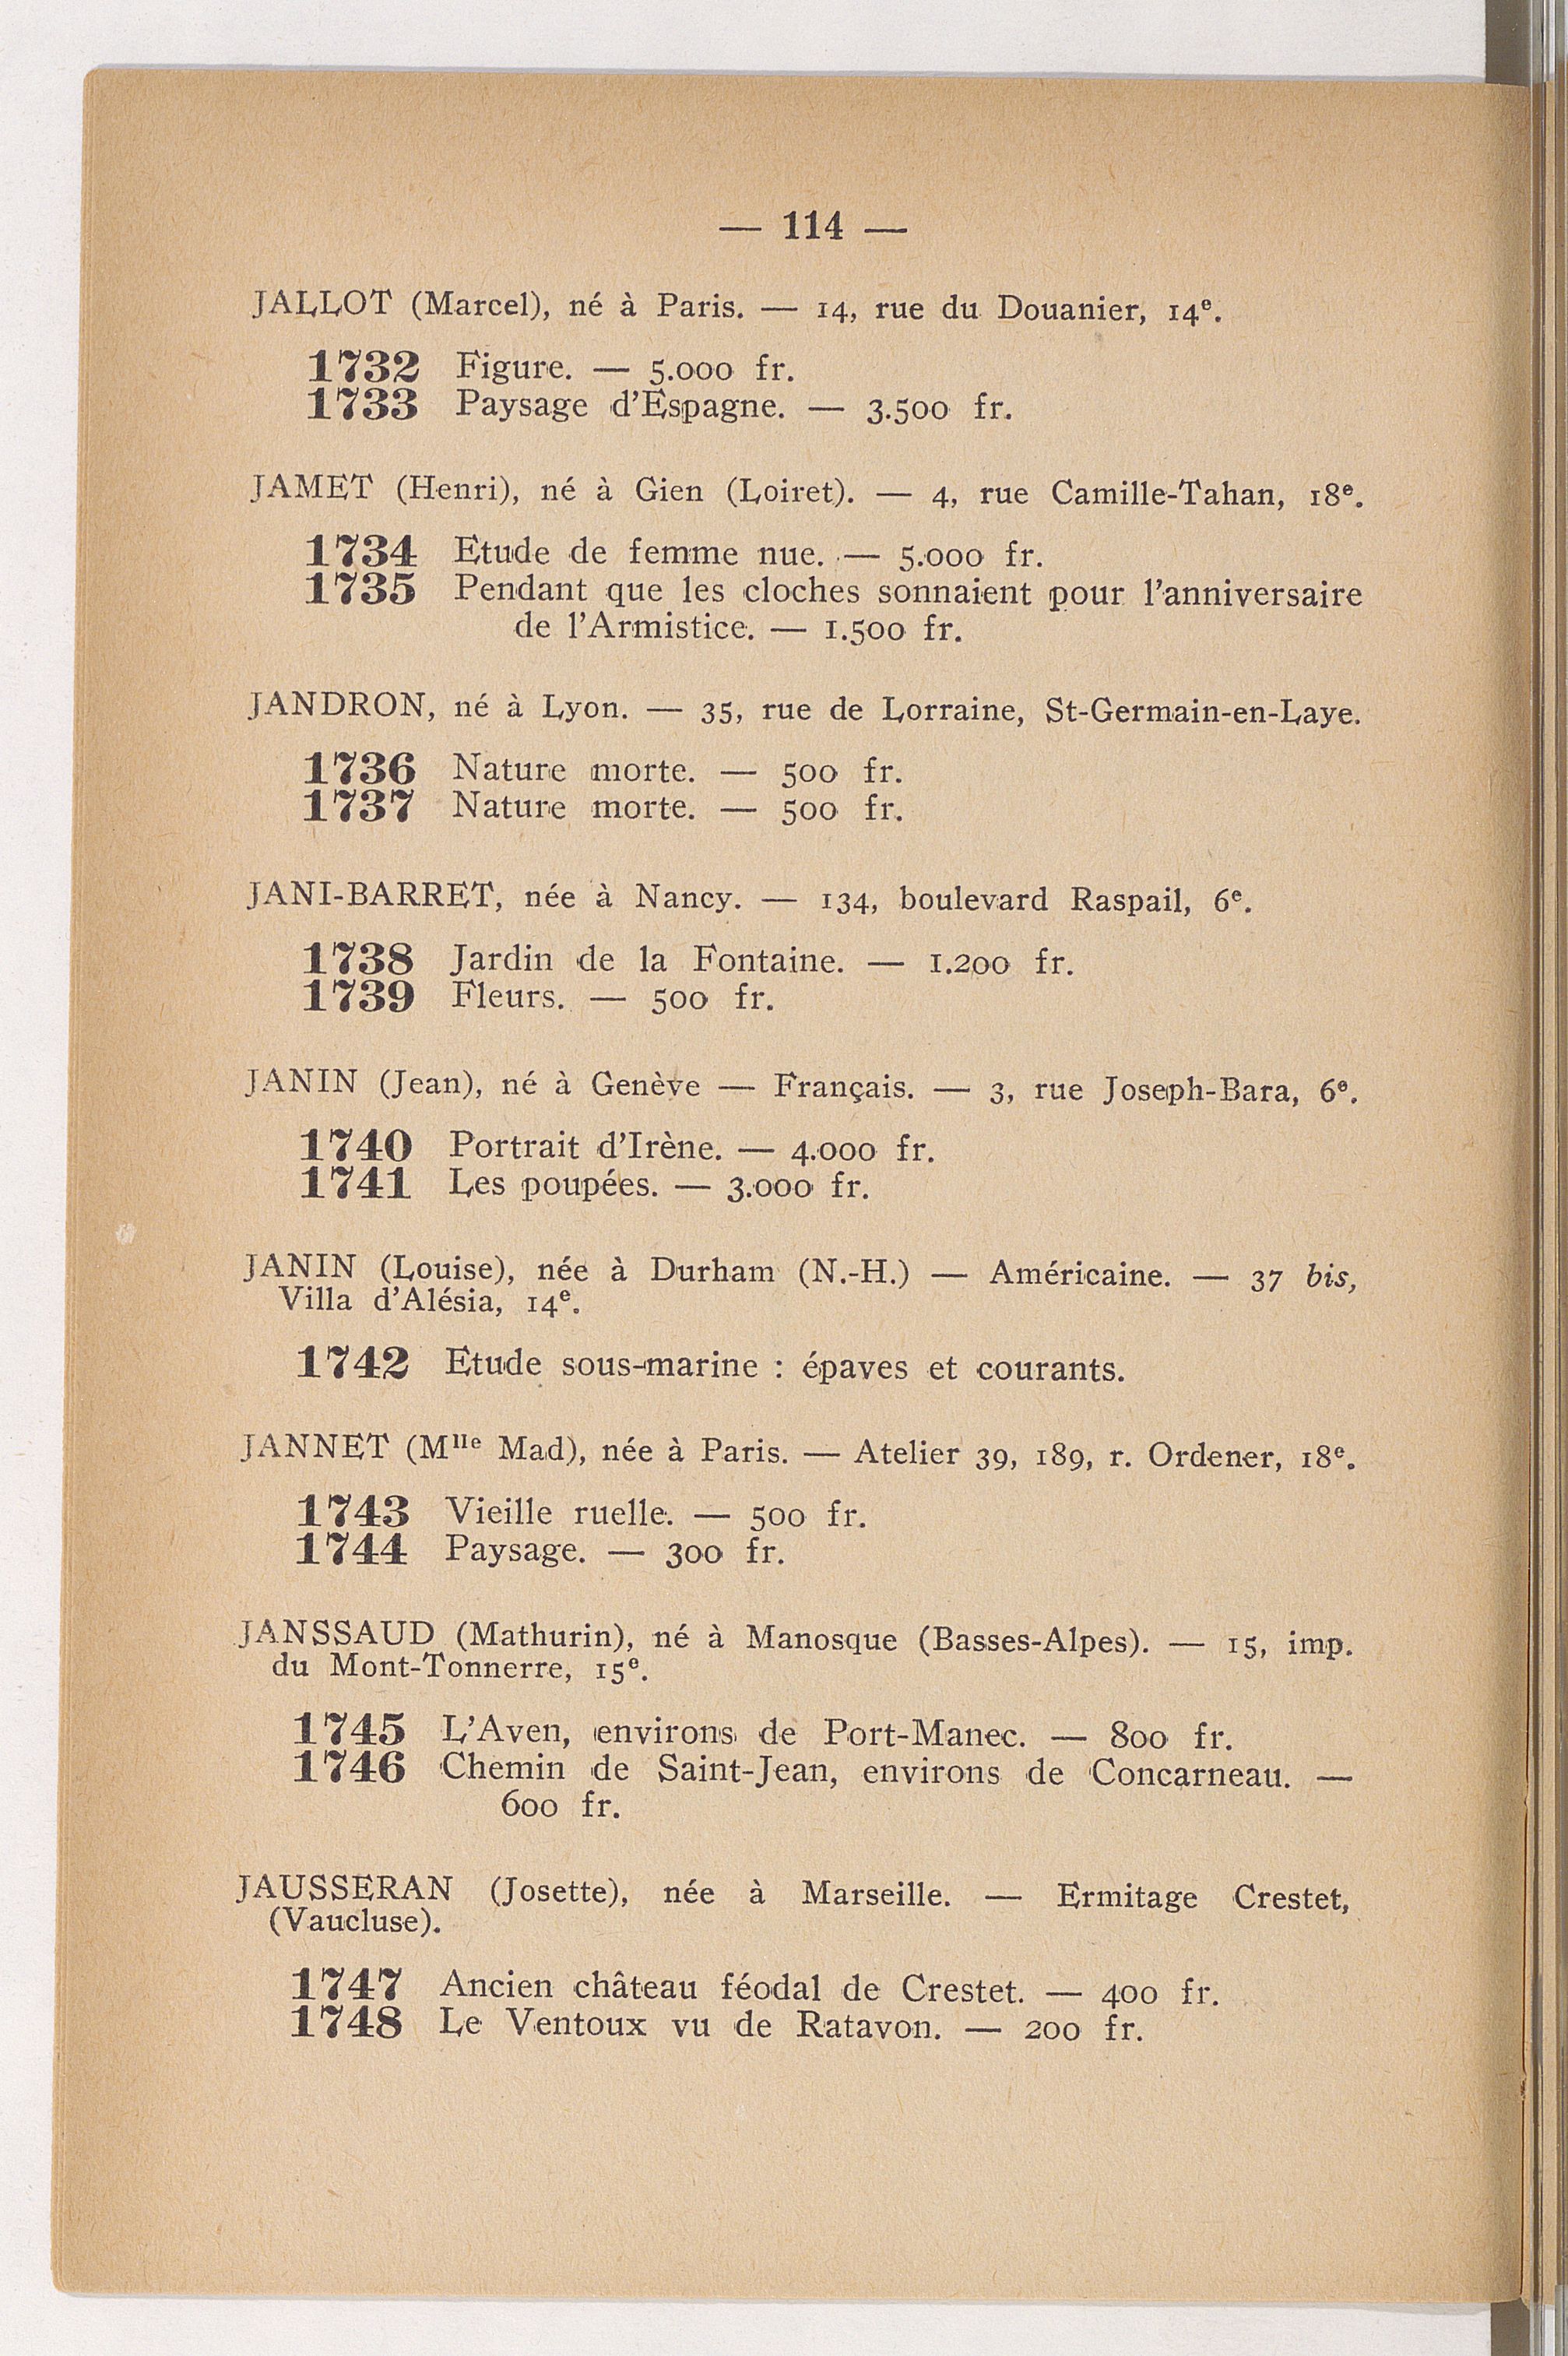 — 114 —
JALLOT (Marcel), né à Paris. — 14, rue du Douanier, 14e.
1732 Figure. — 5.000 fr.
1733 Paysage d'Espagne. — 3.500 fr.
JAMET (Henri), né à Gien (Loiret). — 4, rue Camille-Tahan, 18e.
1734 Etude de femme nue. — 5.000 fr.
1735 Pendant que les cloches sonnaient pour l'anniversaire
de l'Armistice. — 1.500 fr.
JANDRON, né à Lyon. — 35, rue de Lorraine, St-Germain-en-Laye.
1736 Nature morte. — 500 fr.
1737 Nature morte. — 500 fr.
JANI-BARRET, née à Nancy. — 134, boulevard Raspail, 6e.
1738 Jardin de la Fontaine. — 1.200 fr.
1739 Fleurs. — 500 fr.
JANIN (Jean), né à Genève — Français. — 3, rue Joseph-Bara, 6e.
1740 Portrait d'Irène. — 4.000 fr.
1741 Les poupées. — 3.000 fr.
JANIN (Louise), née à Durham (N.-H.) — Américaine. — 37 bis,
Villa d'Alésia, 14e.
1742 Etude sous-marine : épaves et courants.
JANNET (Mlle Mad), née à Paris. — Atelier 39, 189, r. Ordener, 18e.
1743 Vieille ruelle. — 500 fr.
1744 Paysage. — 300 fr.
JANSSAUD (Mathurin), né à Manosque (Basses-Alpes). — 15, imp.
du Mont-Tonnerre, 15e.
1745 L'Aven, environs de Port-Manec. — 800 fr.
1746 Chemin de Saint-Jean, environs de Concarneau. —
600 fr.
JAUSSERAN (Josette), née à Marseille. — Ermitage Crestet,
(Vaucluse).
1747 Ancien château féodal de Crestet. — 400 fr.
1748 Le Ventoux vu de Ratavon. — 200 fr.